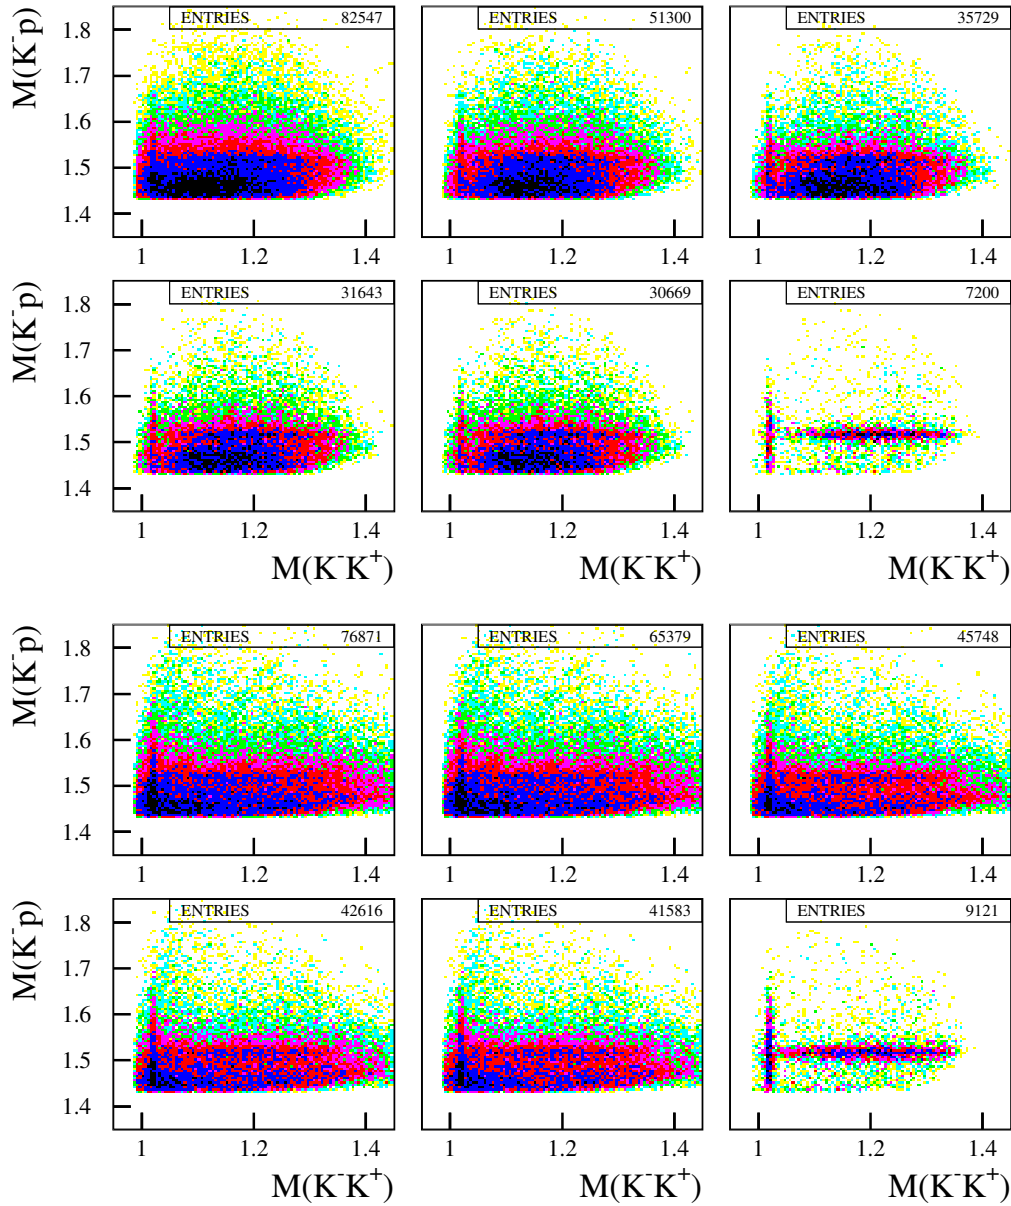 ENTRIES 82547 ENTRIES 51300 ENTRIES 35729
M(K⁻p)
1.8
1.7
1.6
1.5
1.4
1 1.2 1.4 1 1.2 1.4 1 1.2 1.4
ENTRIES 31643 ENTRIES 30669 ENTRIES 7200
M(K⁻p)
1.8
1.7
1.6
1.5
1.4
1 1.2 1.4 1 1.2 1.4 1 1.2 1.4
M(K⁻K⁺) M(K⁻K⁺) M(K⁻K⁺)
ENTRIES 76871 ENTRIES 65379 ENTRIES 45748
M(K⁻p)
1.8
1.7
1.6
1.5
1.4
1 1.2 1.4 1 1.2 1.4 1 1.2 1.4
ENTRIES 42616 ENTRIES 41583 ENTRIES 9121
M(K⁻p)
1.8
1.7
1.6
1.5
1.4
1 1.2 1.4 1 1.2 1.4 1 1.2 1.4
M(K⁻K⁺) M(K⁻K⁺) M(K⁻K⁺)